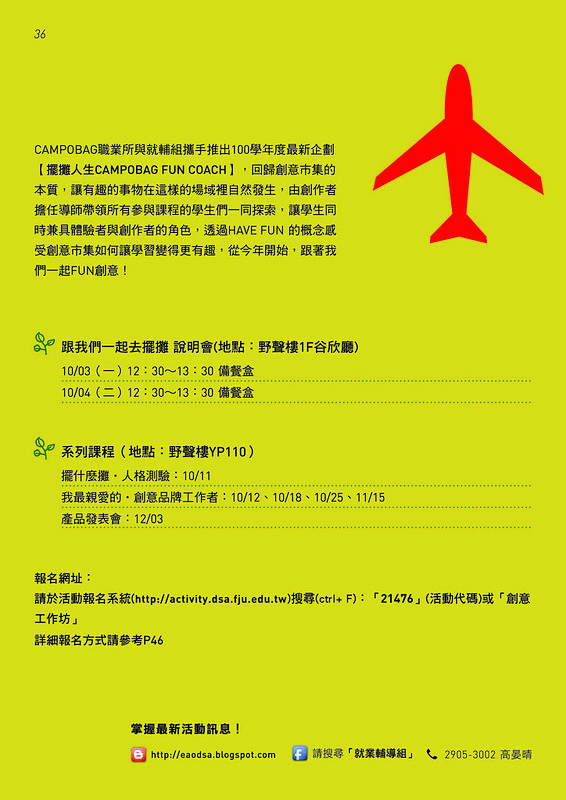 36
CAMPOBAG職業所與就輔組攜手推出100學年度最新企劃
【擺攤人生CAMPOBAG FUN COACH】，回歸創意市集的
本質，讓有趣的事物在這樣的場域裡自然發生，由創作者
擔任導師帶領所有參與課程的學生們一同探索，讓學生同
時兼具體驗者與創作者的角色，透過HAVE FUN 的概念感
受創意市集如何讓學習變得更有趣，從今年開始，跟著我
們一起FUN創意！
跟我們一起去擺攤 說明會(地點：野聲樓1F谷欣廳)
10/03（一）12：30～13：30 備餐盒
10/04（二）12：30～13：30 備餐盒
系列課程（地點：野聲樓YP110）
擺什麼攤・人格測驗：10/11
我最親愛的・創意品牌工作者：10/12、10/18、10/25、11/15
產品發表會：12/03
報名網址：
請於活動報名系統(http://activity.dsa.fju.edu.tw)搜尋(ctrl+ F)：「21476」(活動代碼)或「創意
工作坊」
詳細報名方式請參考P46
掌握最新活動訊息！
http://eaodsa.blogspot.com 請搜尋「就業輔導組」 2905-3002 高晏晴